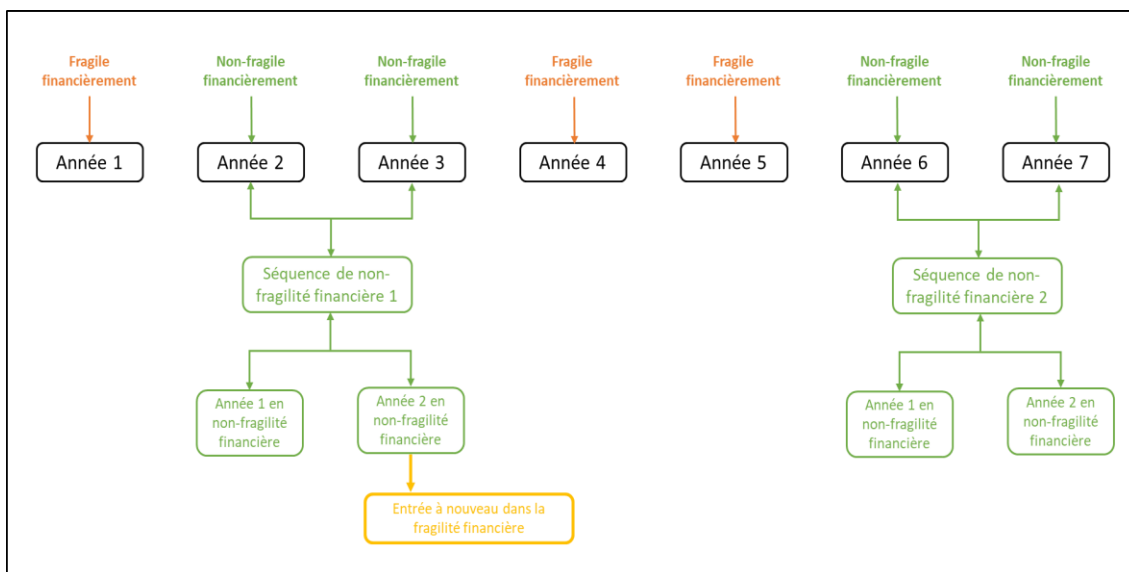 Fragile
financièrement
Non-fragile
financièrement
Non-fragile
financièrement
Fragile
financièrement
Fragile
financièrement
Non-fragile
financièrement
Non-fragile
financièrement
Année 1
Année 2
Année 3
Année 4
Année 5
Année 6
Année 7
Séquence de non-
fragilité financière 1
Séquence de non-
fragilité financière 2
Année 1 en
non-fragilité
financière
Année 2 en
non-fragilité
financière
Année 1 en
non-fragilité
financière
Année 2 en
non-fragilité
financière
Entrée à nouveau dans la
fragilité financière